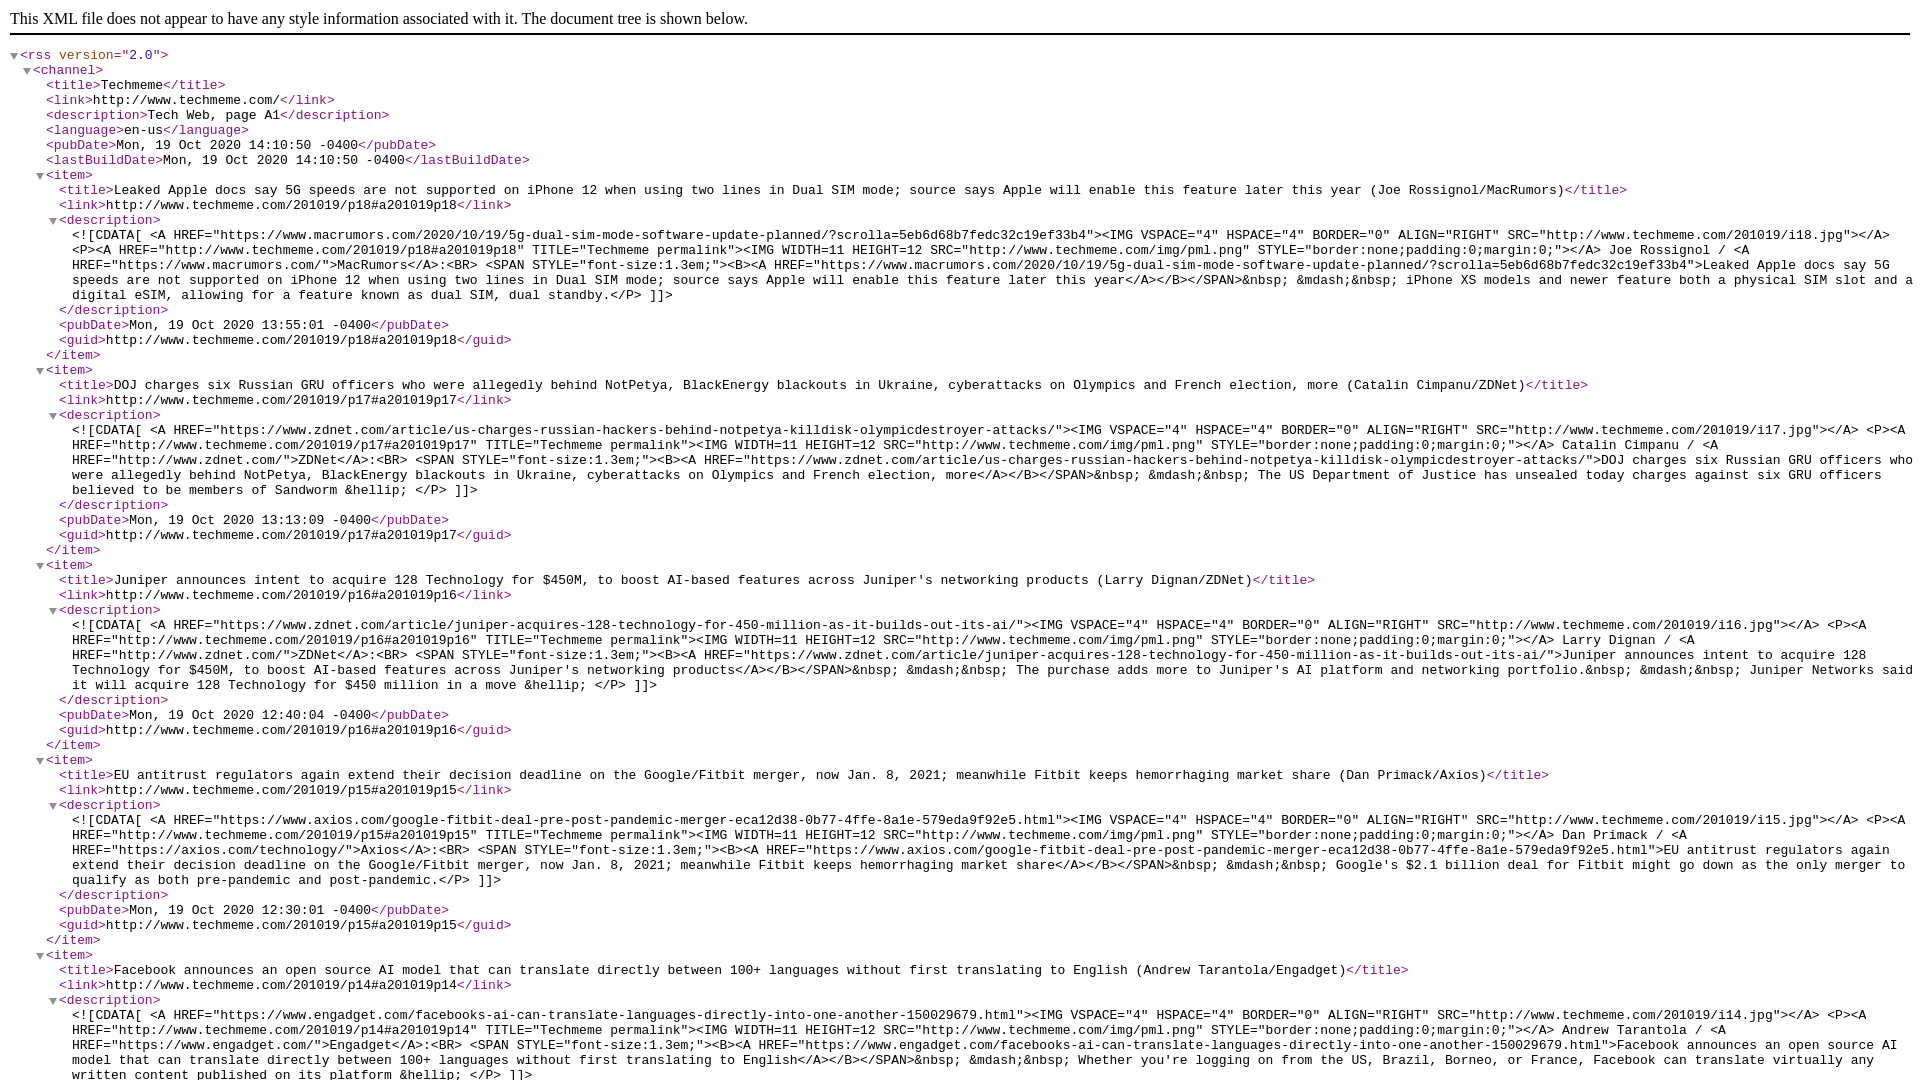 This XML file does not appear to have any style information associated with it. The document tree is shown below.
<rss version="2.0">
<channel>
<title>Techmeme</title>
<link>http://www.techmeme.com/</link>
<description>Tech Web, page A1</description>
<language>en-us</language>
<pubDate>Mon, 19 Oct 2020 14:10:50 -0400</pubDate>
<lastBuildDate>Mon, 19 Oct 2020 14:10:50 -0400</lastBuildDate>
<item>
<title>Leaked Apple docs say 5G speeds are not supported on iPhone 12 when using two lines in Dual SIM mode; source says Apple will enable this feature later this year (Joe Rossignol/MacRumors)</title>
<link>http://www.techmeme.com/201019/p18#a201019p18</link>
<description>
<![CDATA[ <A HREF="https://www.macrumors.com/2020/10/19/5g-dual-sim-mode-software-update-planned/?scrolla=5eb6d68b7fedc32c19ef33b4"><IMG VSPACE="4" HSPACE="4" BORDER="0" ALIGN="RIGHT" SRC="http://www.techmeme.com/201019/i18.jpg"></A>
<P><A HREF="http://www.techmeme.com/201019/p18#a201019p18" TITLE="Techmeme permalink"><IMG WIDTH=11 HEIGHT=12 SRC="http://www.techmeme.com/img/pml.png" STYLE="border:none;padding:0;margin:0;"></A> Joe Rossignol / <A
HREF="https://www.macrumors.com/">MacRumors</A>:<BR> <SPAN STYLE="font-size:1.3em;"><B><A HREF="https://www.macrumors.com/2020/10/19/5g-dual-sim-mode-software-update-planned/?scrolla=5eb6d68b7fedc32c19ef33b4">Leaked Apple docs say 5G
speeds are not supported on iPhone 12 when using two lines in Dual SIM mode; source says Apple will enable this feature later this year</A></B></SPAN>&nbsp; &mdash;&nbsp; iPhone XS models and newer feature both a physical SIM slot and a
digital eSIM, allowing for a feature known as dual SIM, dual standby.</P> ]]>
</description>
<pubDate>Mon, 19 Oct 2020 13:55:01 -0400</pubDate>
<guid>http://www.techmeme.com/201019/p18#a201019p18</guid>
</item>
<item>
<title>DOJ charges six Russian GRU officers who were allegedly behind NotPetya, BlackEnergy blackouts in Ukraine, cyberattacks on Olympics and French election, more (Catalin Cimpanu/ZDNet)</title>
<link>http://www.techmeme.com/201019/p17#a201019p17</link>
<description>
<![CDATA[ <A HREF="https://www.zdnet.com/article/us-charges-russian-hackers-behind-notpetya-killdisk-olympicdestroyer-attacks/"><IMG VSPACE="4" HSPACE="4" BORDER="0" ALIGN="RIGHT" SRC="http://www.techmeme.com/201019/i17.jpg"></A> <P><A
HREF="http://www.techmeme.com/201019/p17#a201019p17" TITLE="Techmeme permalink"><IMG WIDTH=11 HEIGHT=12 SRC="http://www.techmeme.com/img/pml.png" STYLE="border:none;padding:0;margin:0;"></A> Catalin Cimpanu / <A
HREF="http://www.zdnet.com/">ZDNet</A>:<BR> <SPAN STYLE="font-size:1.3em;"><B><A HREF="https://www.zdnet.com/article/us-charges-russian-hackers-behind-notpetya-killdisk-olympicdestroyer-attacks/">DOJ charges six Russian GRU officers who
were allegedly behind NotPetya, BlackEnergy blackouts in Ukraine, cyberattacks on Olympics and French election, more</A></B></SPAN>&nbsp; &mdash;&nbsp; The US Department of Justice has unsealed today charges against six GRU officers
believed to be members of Sandworm &hellip; </P> ]]>
</description>
<pubDate>Mon, 19 Oct 2020 13:13:09 -0400</pubDate>
<guid>http://www.techmeme.com/201019/p17#a201019p17</guid>
</item>
<item>
<title>Juniper announces intent to acquire 128 Technology for $450M, to boost AI-based features across Juniper's networking products (Larry Dignan/ZDNet)</title>
<link>http://www.techmeme.com/201019/p16#a201019p16</link>
<description>
<![CDATA[ <A HREF="https://www.zdnet.com/article/juniper-acquires-128-technology-for-450-million-as-it-builds-out-its-ai/"><IMG VSPACE="4" HSPACE="4" BORDER="0" ALIGN="RIGHT" SRC="http://www.techmeme.com/201019/i16.jpg"></A> <P><A
HREF="http://www.techmeme.com/201019/p16#a201019p16" TITLE="Techmeme permalink"><IMG WIDTH=11 HEIGHT=12 SRC="http://www.techmeme.com/img/pml.png" STYLE="border:none;padding:0;margin:0;"></A> Larry Dignan / <A
HREF="http://www.zdnet.com/">ZDNet</A>:<BR> <SPAN STYLE="font-size:1.3em;"><B><A HREF="https://www.zdnet.com/article/juniper-acquires-128-technology-for-450-million-as-it-builds-out-its-ai/">Juniper announces intent to acquire 128
Technology for $450M, to boost AI-based features across Juniper's networking products</A></B></SPAN>&nbsp; &mdash;&nbsp; The purchase adds more to Juniper's AI platform and networking portfolio.&nbsp; &mdash;&nbsp; Juniper Networks said
it will acquire 128 Technology for $450 million in a move &hellip; </P> ]]>
</description>
<pubDate>Mon, 19 Oct 2020 12:40:04 -0400</pubDate>
<guid>http://www.techmeme.com/201019/p16#a201019p16</guid>
</item>
<item>
<title>EU antitrust regulators again extend their decision deadline on the Google/Fitbit merger, now Jan. 8, 2021; meanwhile Fitbit keeps hemorrhaging market share (Dan Primack/Axios)</title>
<link>http://www.techmeme.com/201019/p15#a201019p15</link>
<description>
<![CDATA[ <A HREF="https://www.axios.com/google-fitbit-deal-pre-post-pandemic-merger-eca12d38-0b77-4ffe-8a1e-579eda9f92e5.html"><IMG VSPACE="4" HSPACE="4" BORDER="0" ALIGN="RIGHT" SRC="http://www.techmeme.com/201019/i15.jpg"></A> <P><A
HREF="http://www.techmeme.com/201019/p15#a201019p15" TITLE="Techmeme permalink"><IMG WIDTH=11 HEIGHT=12 SRC="http://www.techmeme.com/img/pml.png" STYLE="border:none;padding:0;margin:0;"></A> Dan Primack / <A
HREF="https://axios.com/technology/">Axios</A>:<BR> <SPAN STYLE="font-size:1.3em;"><B><A HREF="https://www.axios.com/google-fitbit-deal-pre-post-pandemic-merger-eca12d38-0b77-4ffe-8a1e-579eda9f92e5.html">EU antitrust regulators again
extend their decision deadline on the Google/Fitbit merger, now Jan. 8, 2021; meanwhile Fitbit keeps hemorrhaging market share</A></B></SPAN>&nbsp; &mdash;&nbsp; Google's $2.1 billion deal for Fitbit might go down as the only merger to
qualify as both pre-pandemic and post-pandemic.</P> ]]>
</description>
<pubDate>Mon, 19 Oct 2020 12:30:01 -0400</pubDate>
<guid>http://www.techmeme.com/201019/p15#a201019p15</guid>
</item>
<item>
<title>Facebook announces an open source AI model that can translate directly between 100+ languages without first translating to English (Andrew Tarantola/Engadget)</title>
<link>http://www.techmeme.com/201019/p14#a201019p14</link>
<description>
<![CDATA[ <A HREF="https://www.engadget.com/facebooks-ai-can-translate-languages-directly-into-one-another-150029679.html"><IMG VSPACE="4" HSPACE="4" BORDER="0" ALIGN="RIGHT" SRC="http://www.techmeme.com/201019/i14.jpg"></A> <P><A
HREF="http://www.techmeme.com/201019/p14#a201019p14" TITLE="Techmeme permalink"><IMG WIDTH=11 HEIGHT=12 SRC="http://www.techmeme.com/img/pml.png" STYLE="border:none;padding:0;margin:0;"></A> Andrew Tarantola / <A
HREF="https://www.engadget.com/">Engadget</A>:<BR> <SPAN STYLE="font-size:1.3em;"><B><A HREF="https://www.engadget.com/facebooks-ai-can-translate-languages-directly-into-one-another-150029679.html">Facebook announces an open source AI
model that can translate directly between 100+ languages without first translating to English</A></B></SPAN>&nbsp; &mdash;&nbsp; Whether you're logging on from the US, Brazil, Borneo, or France, Facebook can translate virtually any
written content published on its platform &hellip; </P> ]]>